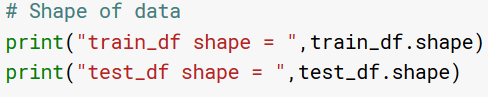 # Shape of data
print("train_df shape = ",train_df.shape)
print("test_df shape = ",test_df.shape)